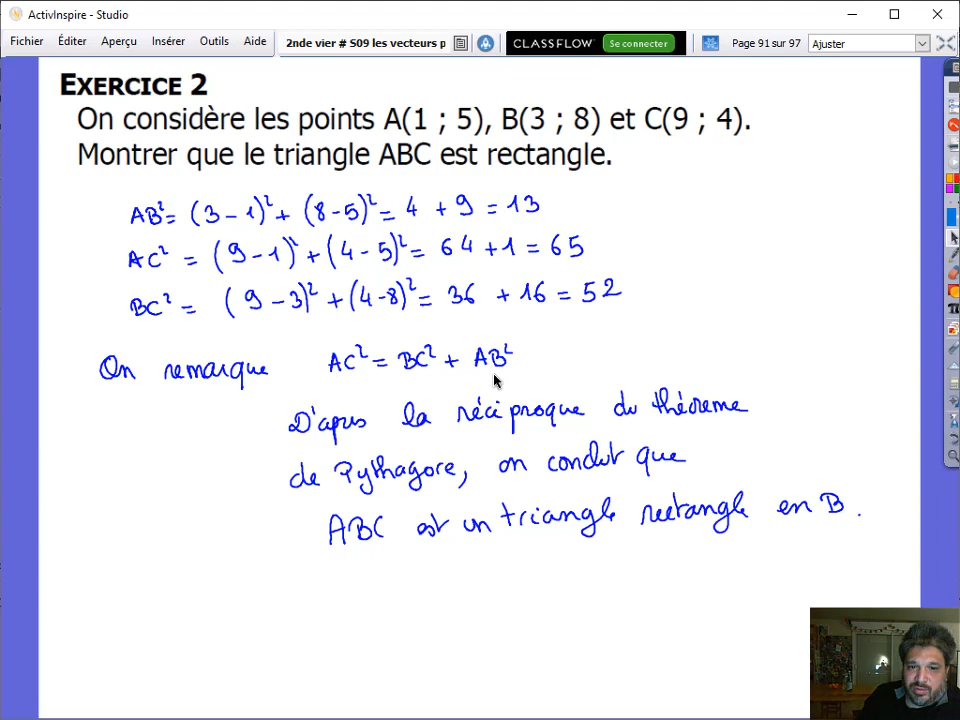 ActivInspire - Studio
Fichier Éditer Aperçu Insérer Outils Aide
2nde vier # S09 les vecteurs p
CLASSFLOW Se connecter
Page 91 sur 97
Ajuster
EXERCICE 2
On considère les points A(1 ; 5), B(3 ; 8) et C(9 ; 4).
Montrer que le triangle ABC est rectangle.
AB² = (3 - 1)² + (8 - 5)² = 4 + 9 = 13
AC² = (9 - 1)² + (4 - 5)² = 64 + 1 = 65
BC² = (9 - 3)² + (4 - 8)² = 36 + 16 = 52
On remarque AC² = BC² + AB²
D'apres la réciproque du théoreme
de Pythagore, on conclut que
ABC est un triangle rectangle en B.